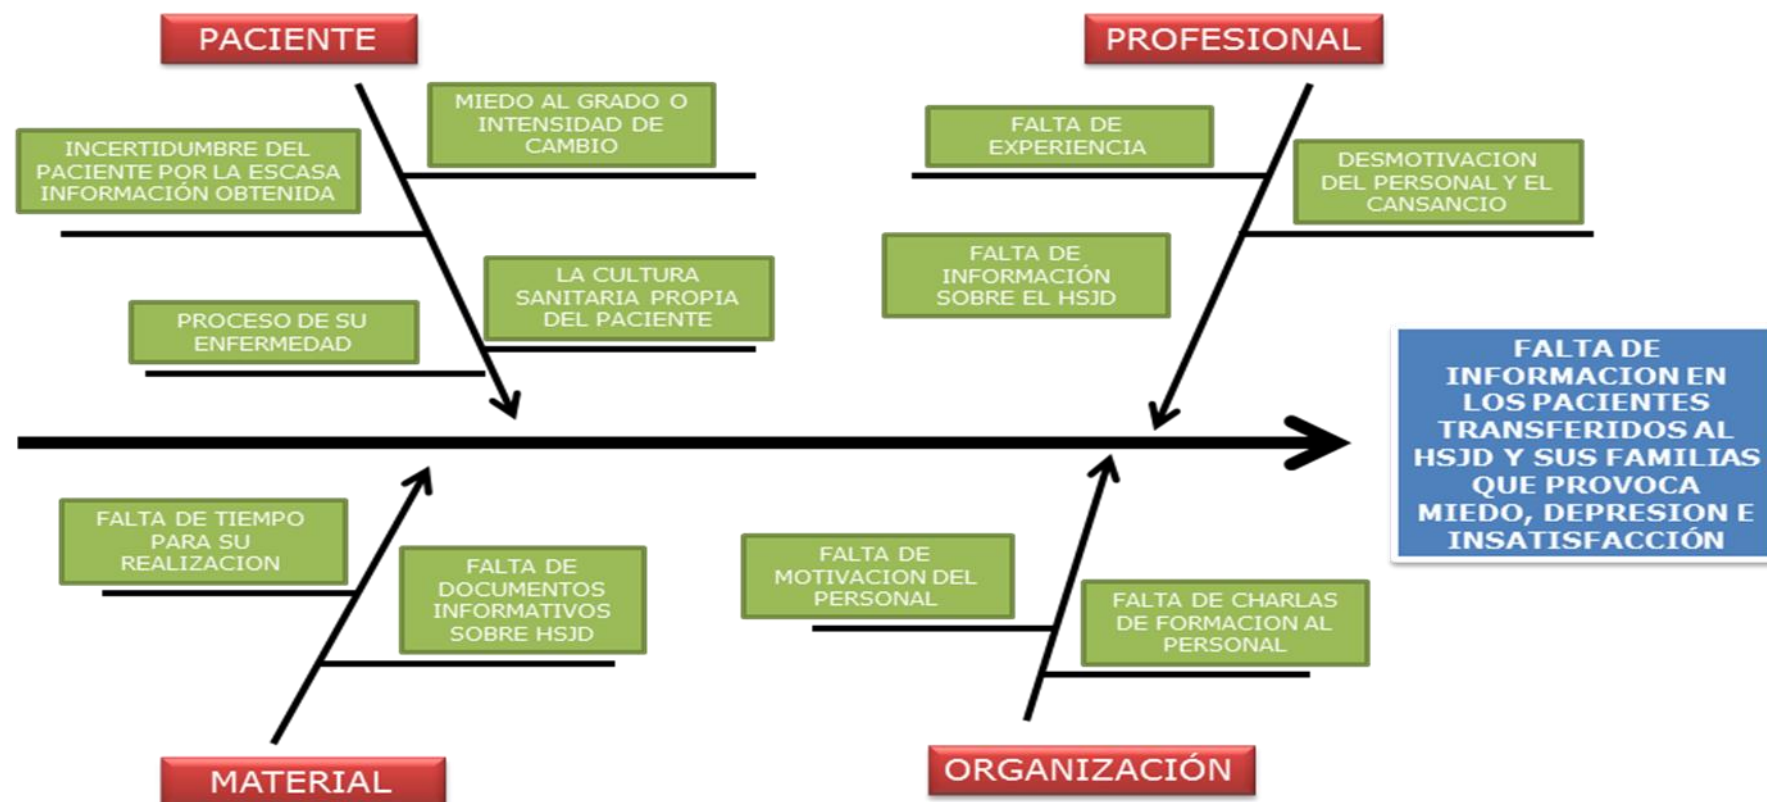 PACIENTE
MIEDO AL GRADO O
INTENSIDAD DE
CAMBIO
INCERTIDUMBRE DEL
PACIENTE POR LA ESCASA
INFORMACIÓN OBTENIDA
LA CULTURA
SANITARIA PROPIA
DEL PACIENTE
PROCESO DE SU
ENFERMEDAD
PROFESIONAL
FALTA DE
EXPERIENCIA
DESMOTIVACION
DEL PERSONAL Y EL
CANSANCIO
FALTA DE
INFORMACIÓN
SOBRE EL HSJD
FALTA DE
INFORMACION EN
LOS PACIENTES
TRANSFERIDOS AL
HSJD Y SUS FAMILIAS
QUE PROVOCA
MIEDO, DEPRESION E
INSATISFACCIÓN
FALTA DE TIEMPO
PARA SU
REALIZACION
FALTA DE
DOCUMENTOS
INFORMATIVOS
SOBRE HSJD
MATERIAL
FALTA DE
MOTIVACION DEL
PERSONAL
FALTA DE CHARLAS
DE FORMACION AL
PERSONAL
ORGANIZACIÓN